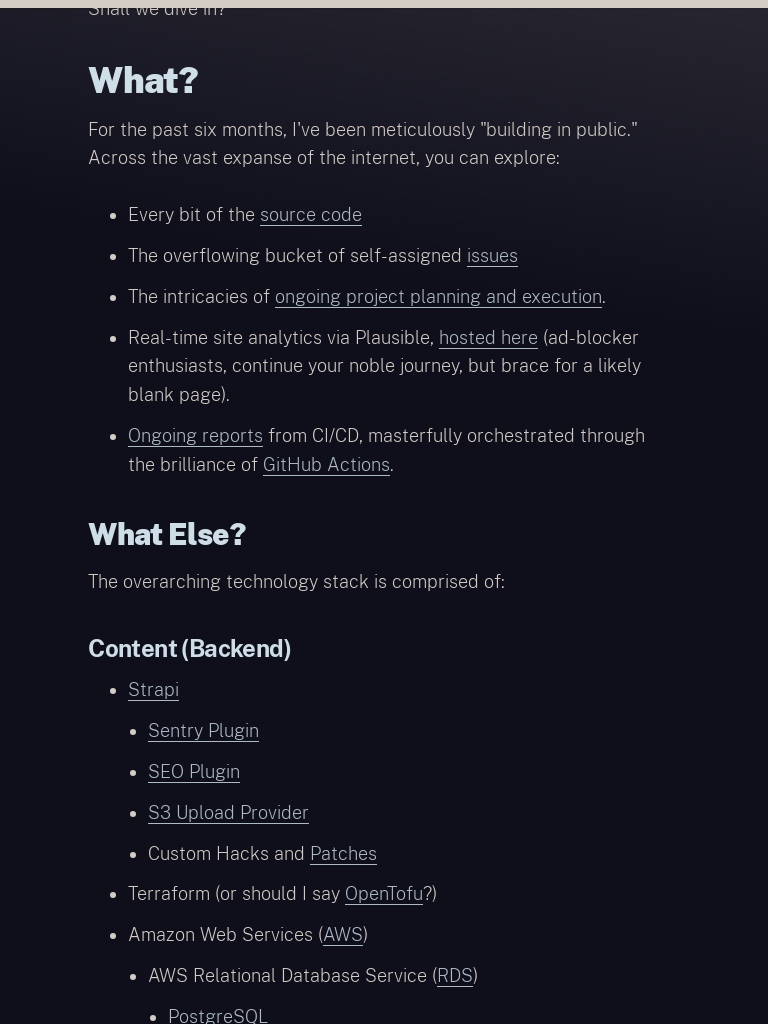 Shall we dive in?
What?
For the past six months, I've been meticulously "building in public."
Across the vast expanse of the internet, you can explore:
Every bit of the source code
The overflowing bucket of self-assigned issues
The intricacies of ongoing project planning and execution.
Real-time site analytics via Plausible, hosted here (ad-blocker
enthusiasts, continue your noble journey, but brace for a likely
blank page).
Ongoing reports from CI/CD, masterfully orchestrated through
the brilliance of GitHub Actions.
What Else?
The overarching technology stack is comprised of:
Content (Backend)
Strapi
Sentry Plugin
SEO Plugin
S3 Upload Provider
Custom Hacks and Patches
Terraform (or should I say OpenTofu?)
Amazon Web Services (AWS)
AWS Relational Database Service (RDS)
PostgreSQL